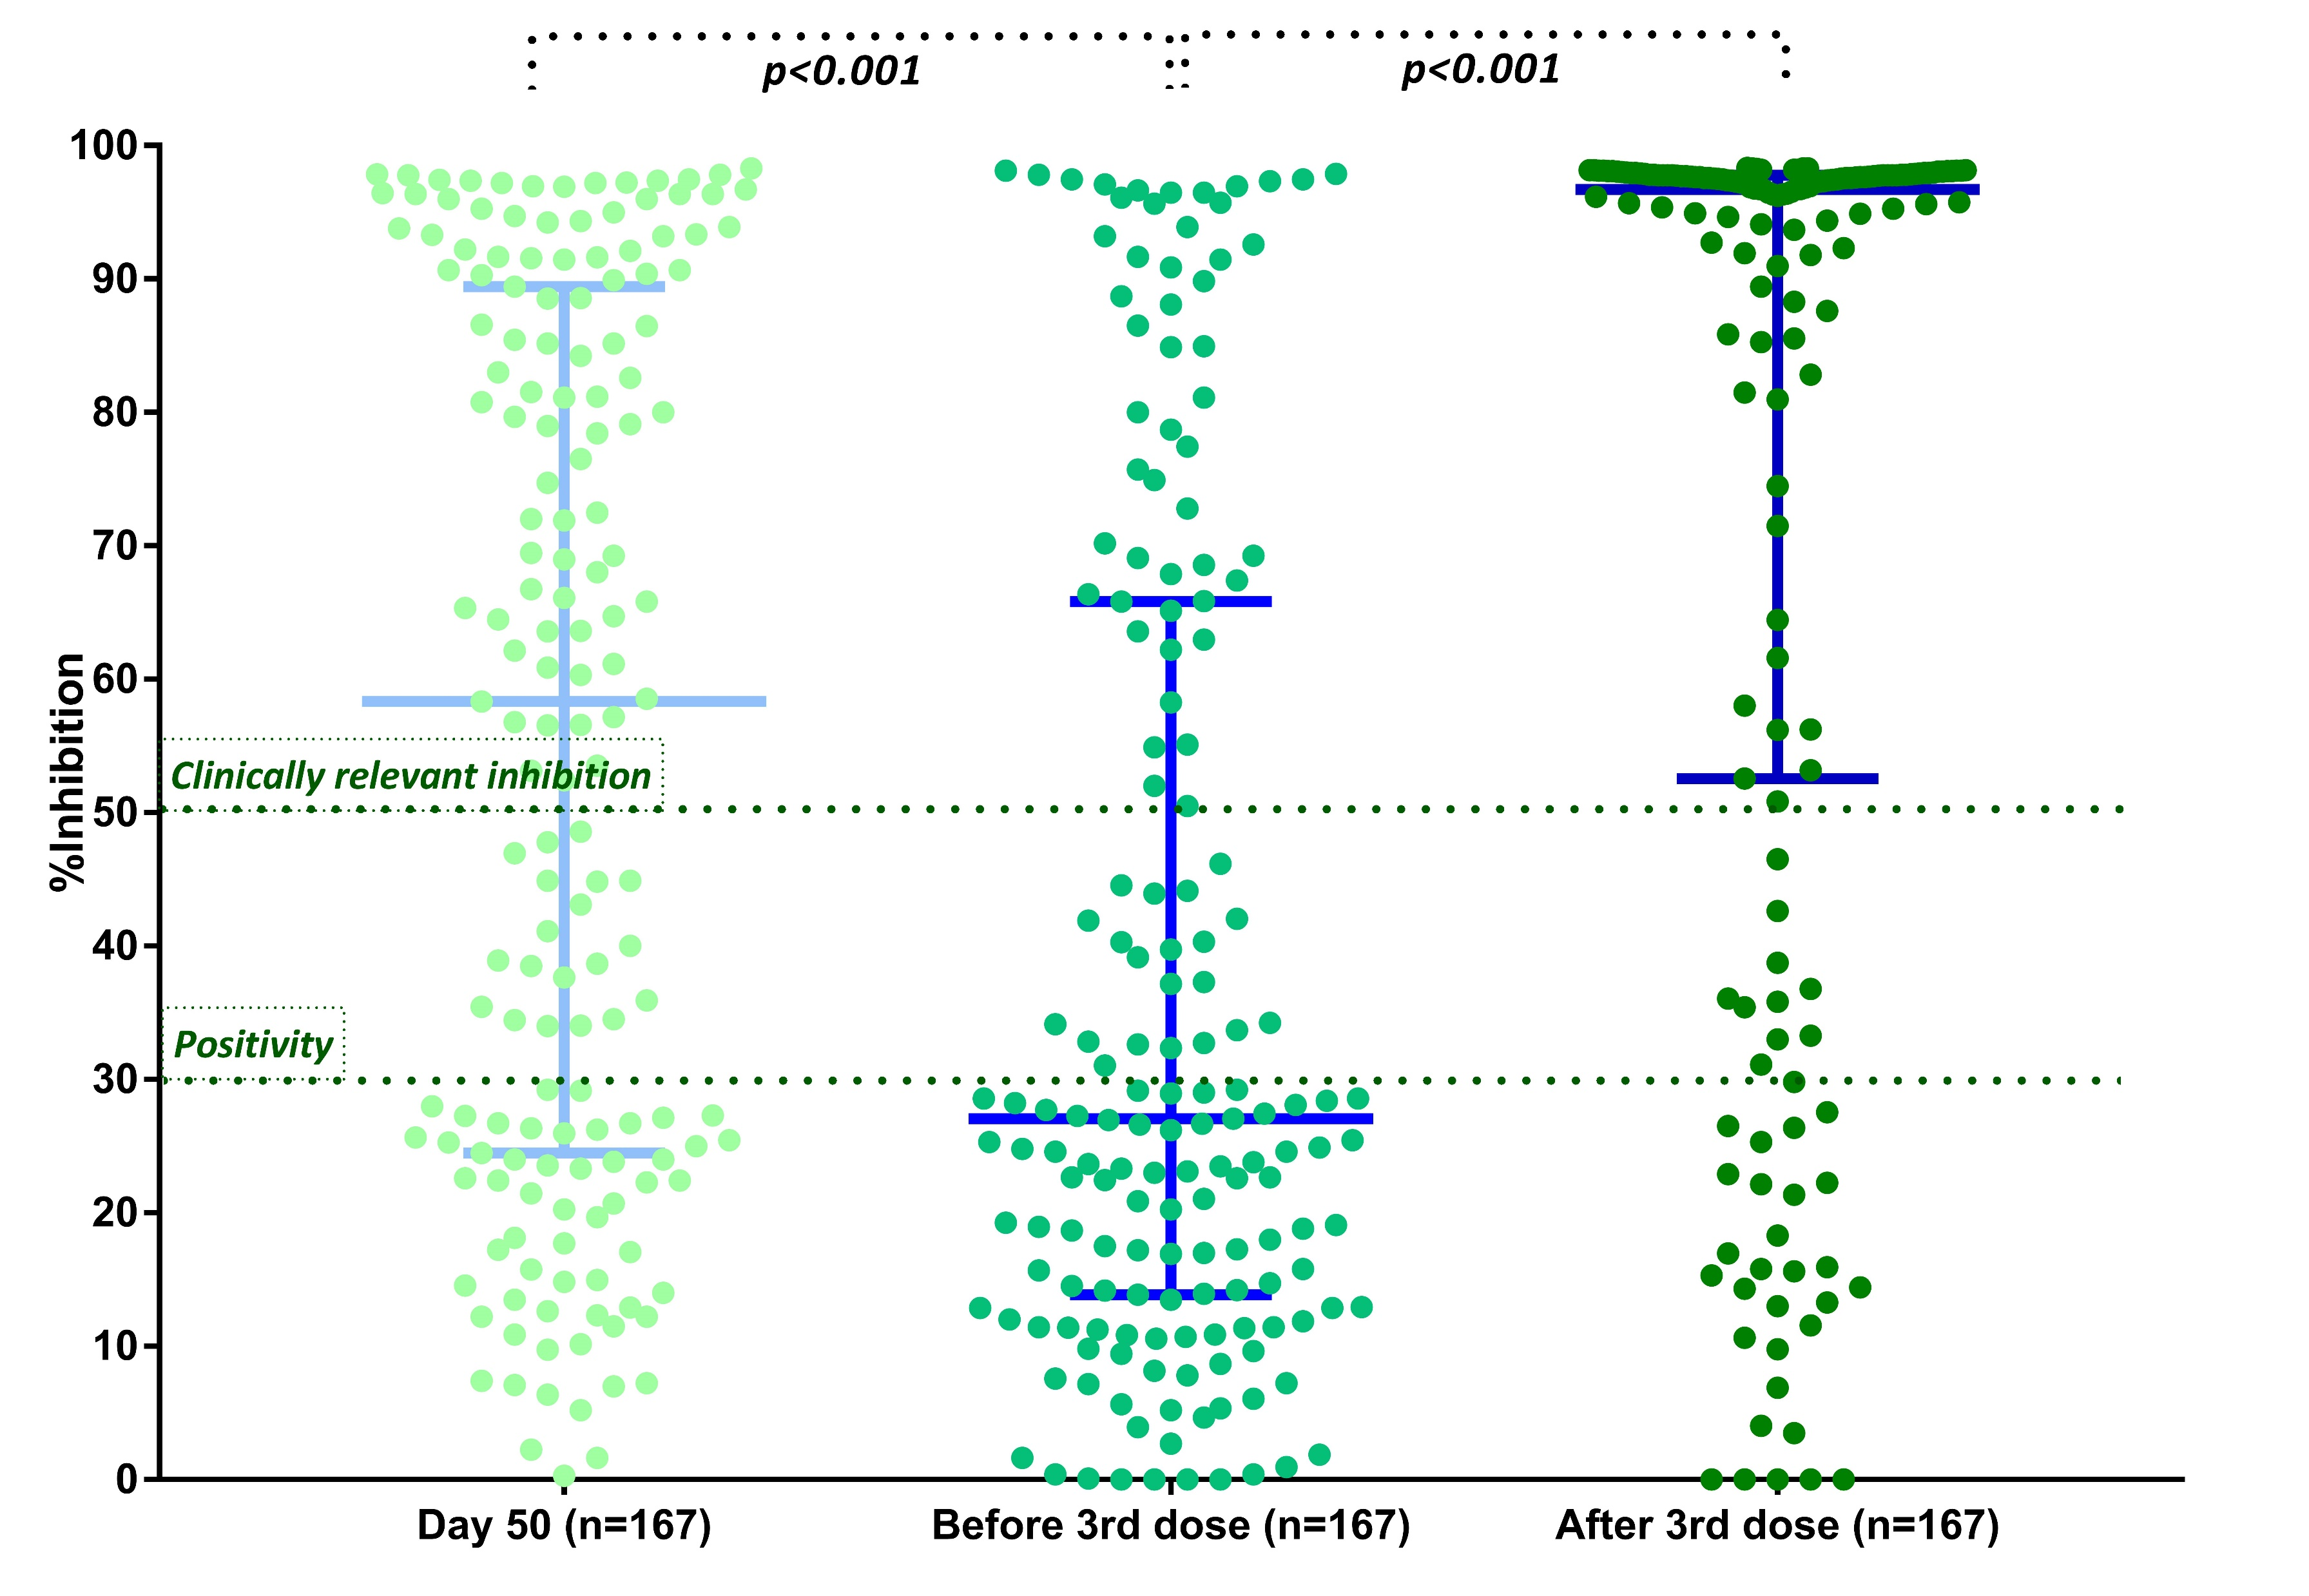 p<0.001
p<0.001
100
90
80
70
60
50
40
30
20
10
0
%Inhibition
Clinically relevant inhibition
Positivity
Day 50 (n=167)
Before 3rd dose (n=167)
After 3rd dose (n=167)